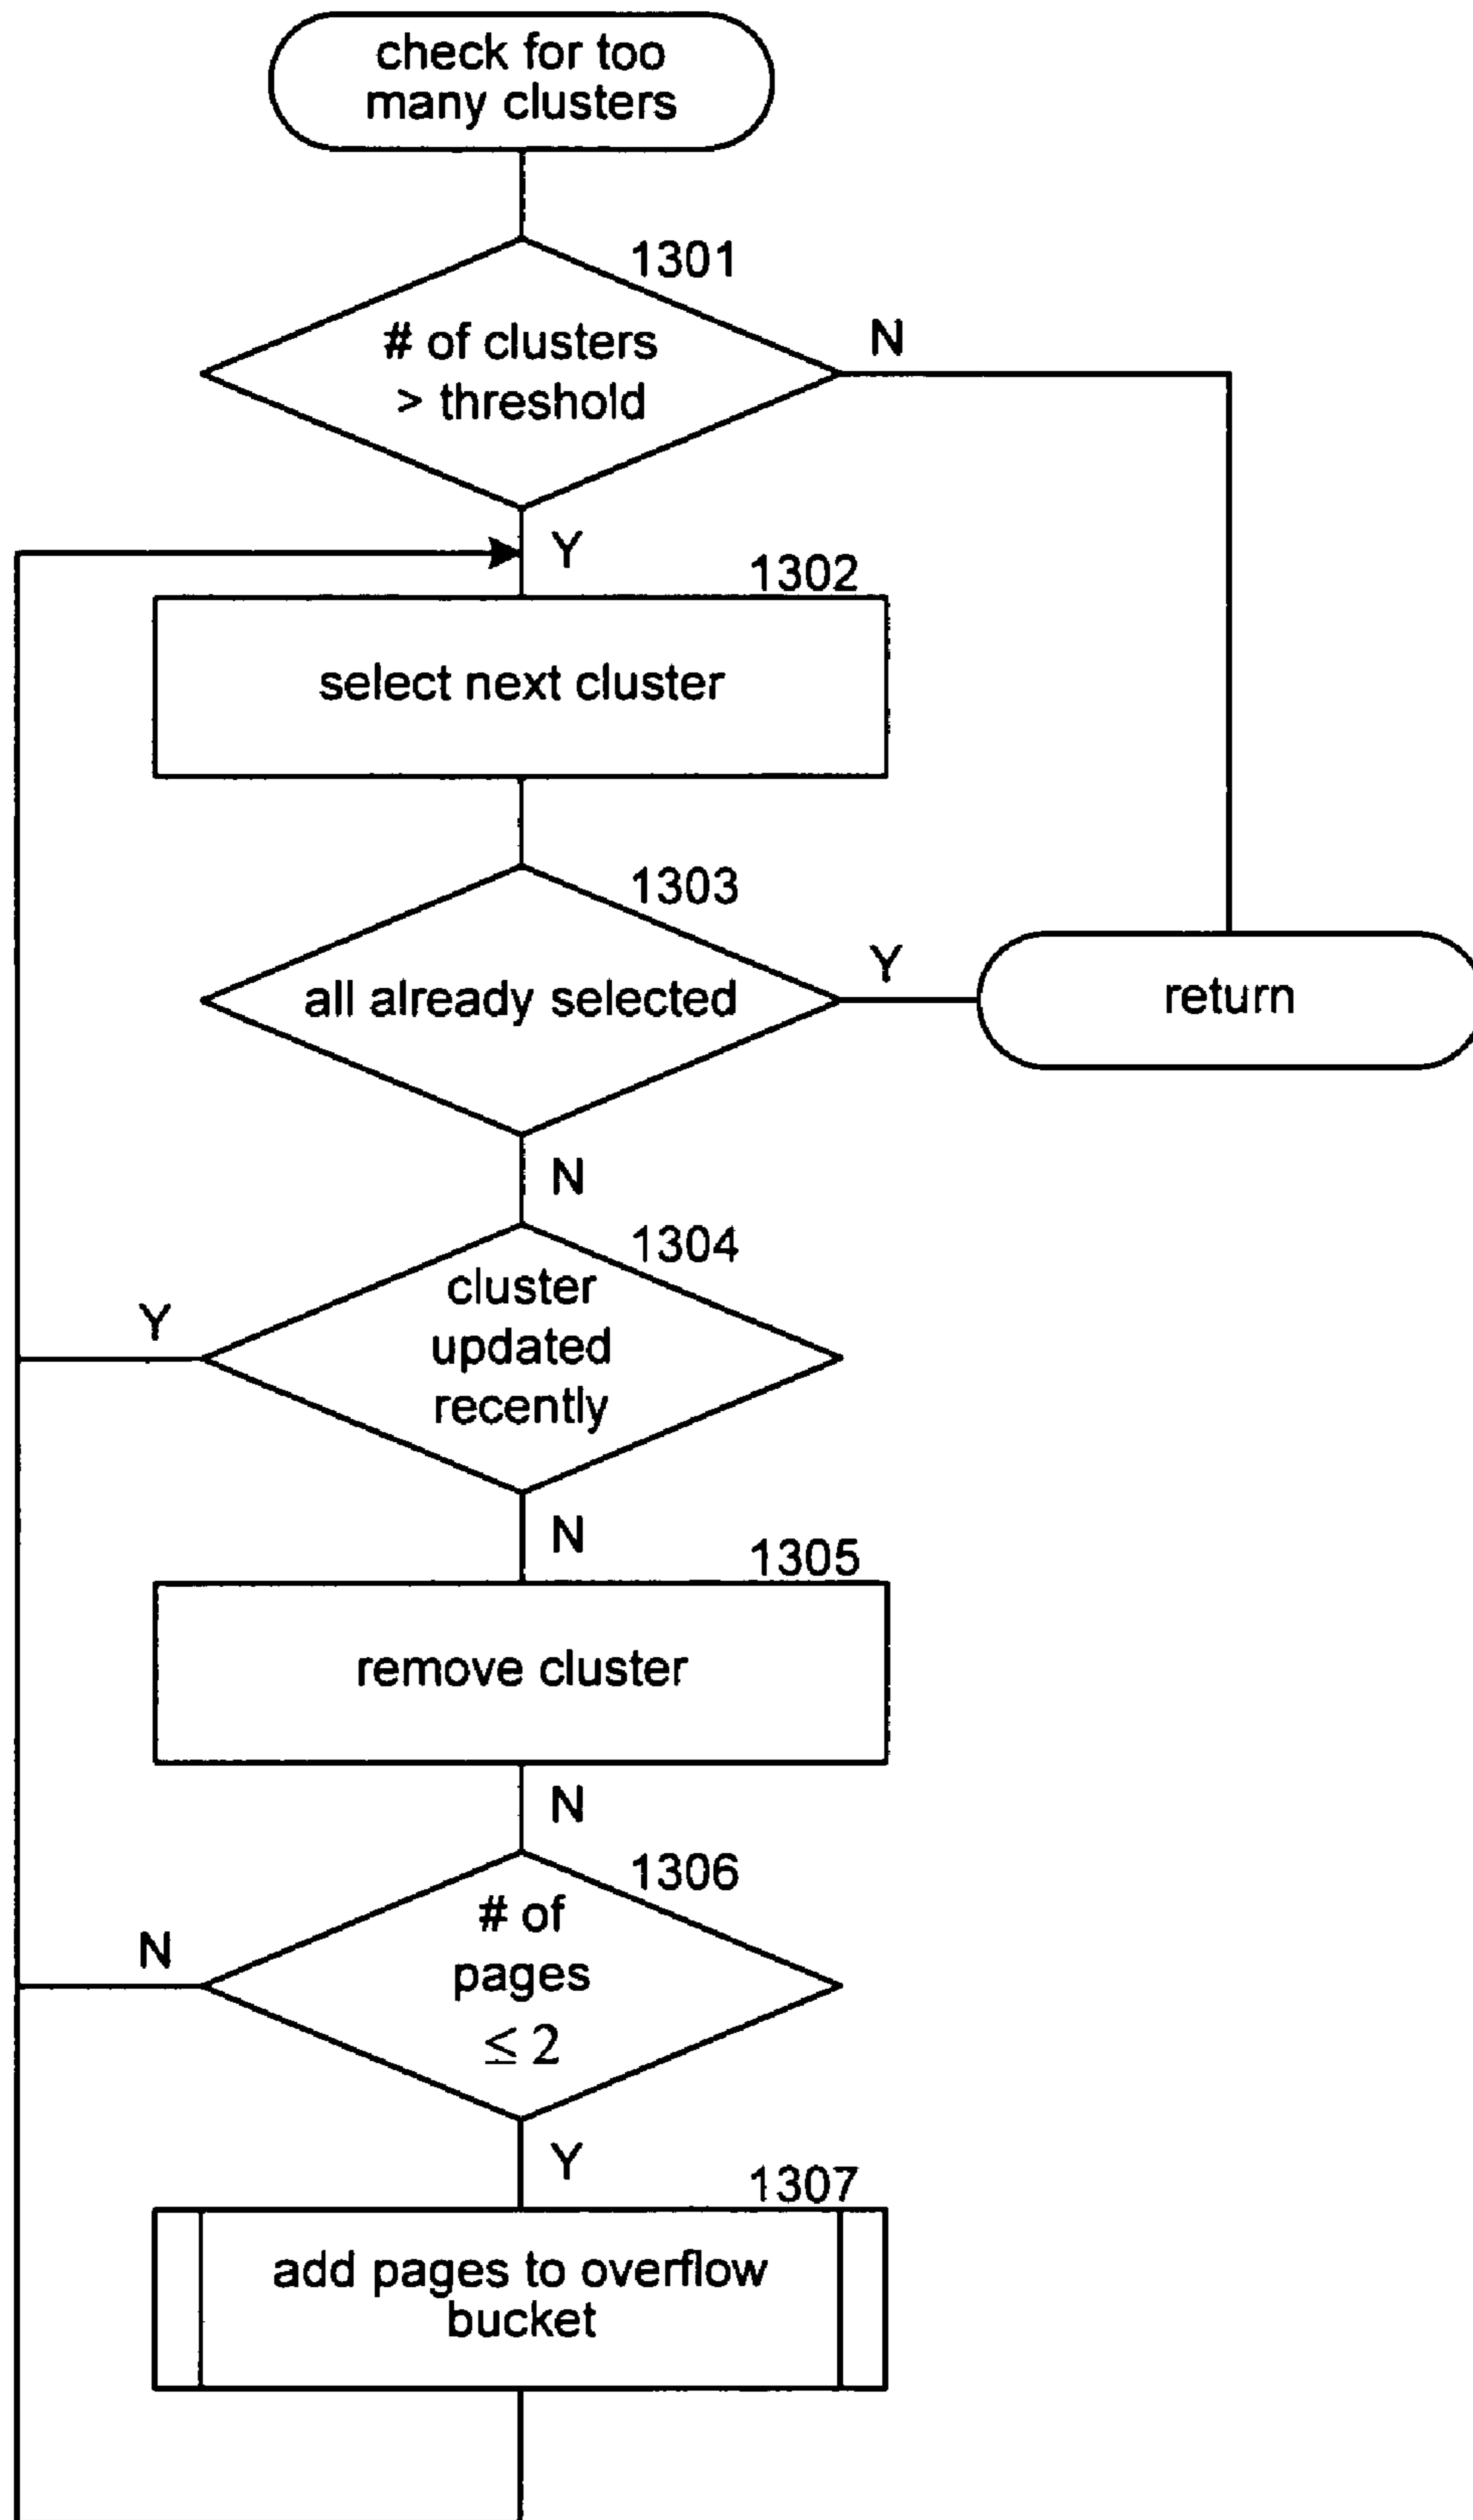 check for too
many clusters
1301
# of clusters
> threshold
N
Y
1302
select next cluster
1303
all already selected
Y
return
N
1304
cluster
updated
recently
Y
N
1305
remove cluster
N
1306
# of
pages
≤ 2
N
Y
1307
add pages to overflow
bucket